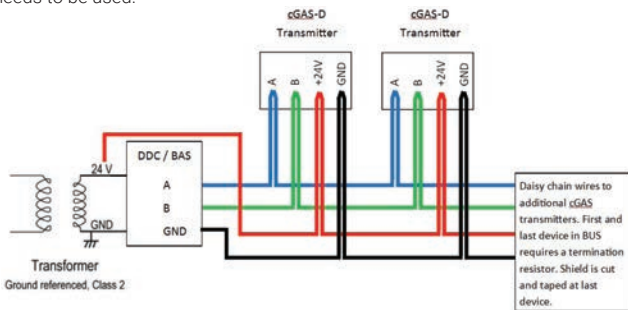 needs to be used.
cGAS-D
Transmitter
cGAS-D
Transmitter
A
B
+24V
GND
A
B
+24V
GND
24 V
DDC / BAS
A
B
GND
GND
Transformer
Ground referenced, Class 2
Daisy chain wires to
additional cGAS
transmitters. First and
last device in BUS
requires a termination
resistor. Shield is cut
and taped at last
device.